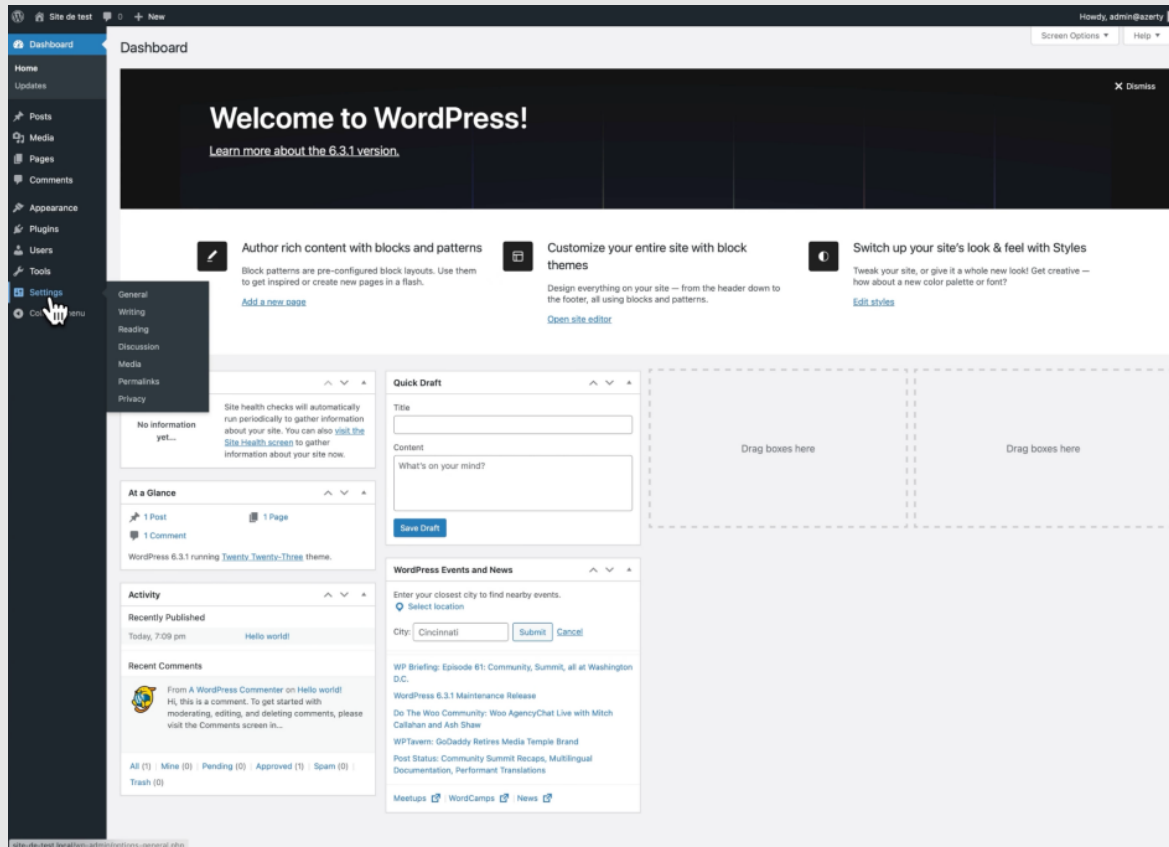 Site de test 0 + New Howdy, admin@azerty
Dashboard
Home
Updates
Posts
Media
Pages
Comments
Appearance
Plugins
Users
Tools
Settings
General
Writing
Reading
Discussion
Media
Permalinks
Privacy
Screen Options Help
Dashboard
Dismiss
Welcome to WordPress!
Learn more about the 6.3.1 version.
Author rich content with blocks and patterns
Block patterns are pre-configured block layouts. Use them
to get inspired or create new pages in a flash.
Add a new page
Customize your entire site with block
themes
Design everything on your site — from the header down to
the footer, all using blocks and patterns.
Open site editor
Switch up your site's look & feel with Styles
Tweak your site, or give it a whole new look! Get creative —
how about a new color palette or font?
Edit styles
No information
yet...
Site health checks will automatically
run periodically to gather information
about your site. You can also visit the
Site Health screen to gather
information about your site now.
At a Glance
1 Post 1 Page
1 Comment
WordPress 6.3.1 running Twenty Twenty-Three theme.
Activity
Recently Published
Today, 7:09 pm Hello world!
Recent Comments
From A WordPress Commenter on Hello world!
Hi, this is a comment. To get started with
moderating, editing, and deleting comments, please
visit the Comments screen in...
All (1) | Mine (0) | Pending (0) | Approved (1) | Spam (0) |
Trash (0)
Quick Draft
Title
Content
What's on your mind?
Save Draft
WordPress Events and News
Enter your closest city to find nearby events.
Select location
City: Cincinnati Submit Cancel
WP Briefing: Episode 61: Community, Summit, all at Washington
D.C.
WordPress 6.3.1 Maintenance Release
Do The Woo Community: Woo AgencyChat Live with Mitch
Callahan and Ash Shaw
WPTavern: GoDaddy Retires Media Temple Brand
Post Status: Community Summit Recaps, Multilingual
Documentation, Performant Translations
Meetups | WordCamps | News
Drag boxes here
Drag boxes here
site-de-test.local/wp-admin/options-general.php